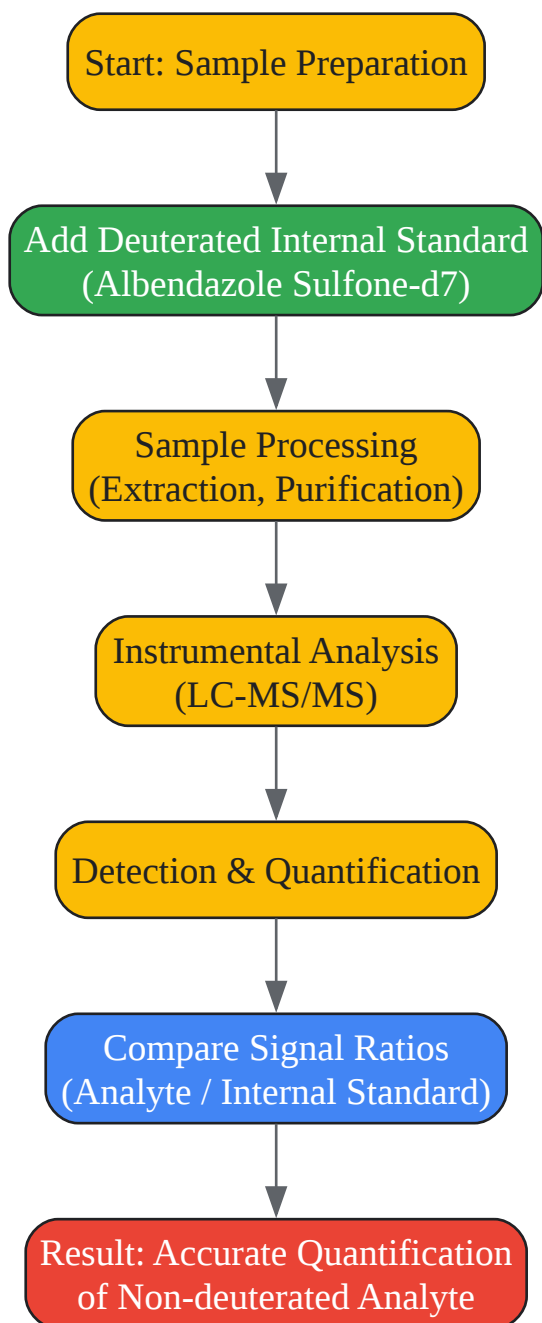 Start: Sample Preparation
Add Deuterated Internal Standard
(Albendazole Sulfone-d7)
Sample Processing
(Extraction, Purification)
Instrumental Analysis
(LC-MS/MS)
Detection & Quantification
Compare Signal Ratios
(Analyte / Internal Standard)
Result: Accurate Quantification
of Non-deuterated Analyte